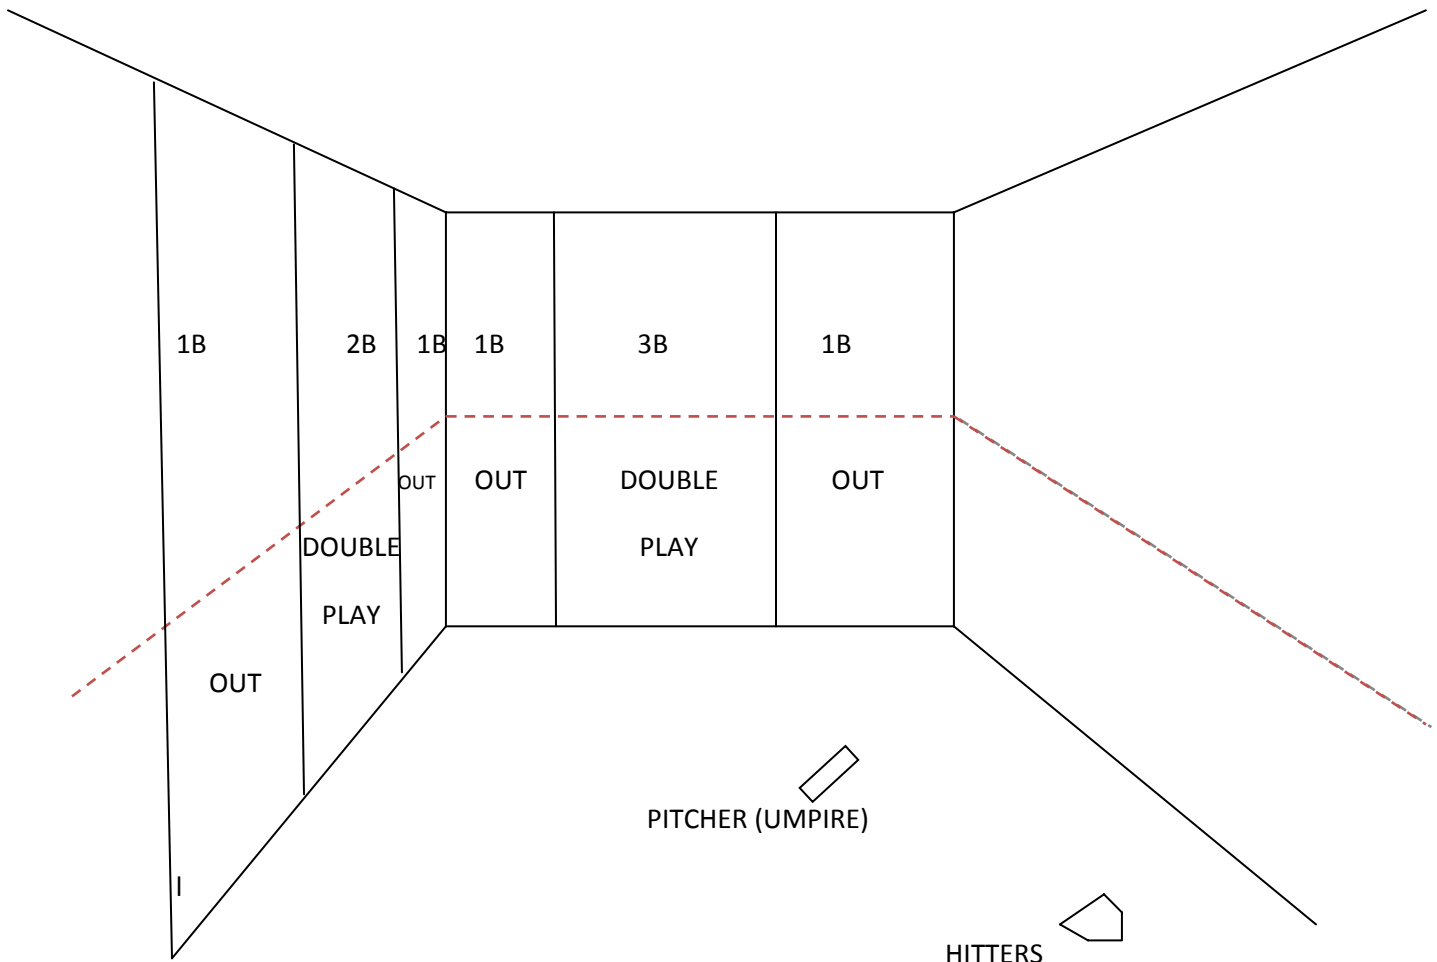 1B 2B 1B 1B 3B 1B
OUT OUT DOUBLE OUT
DOUBLE PLAY
PLAY
OUT
PITCHER (UMPIRE)
I
HITTERS